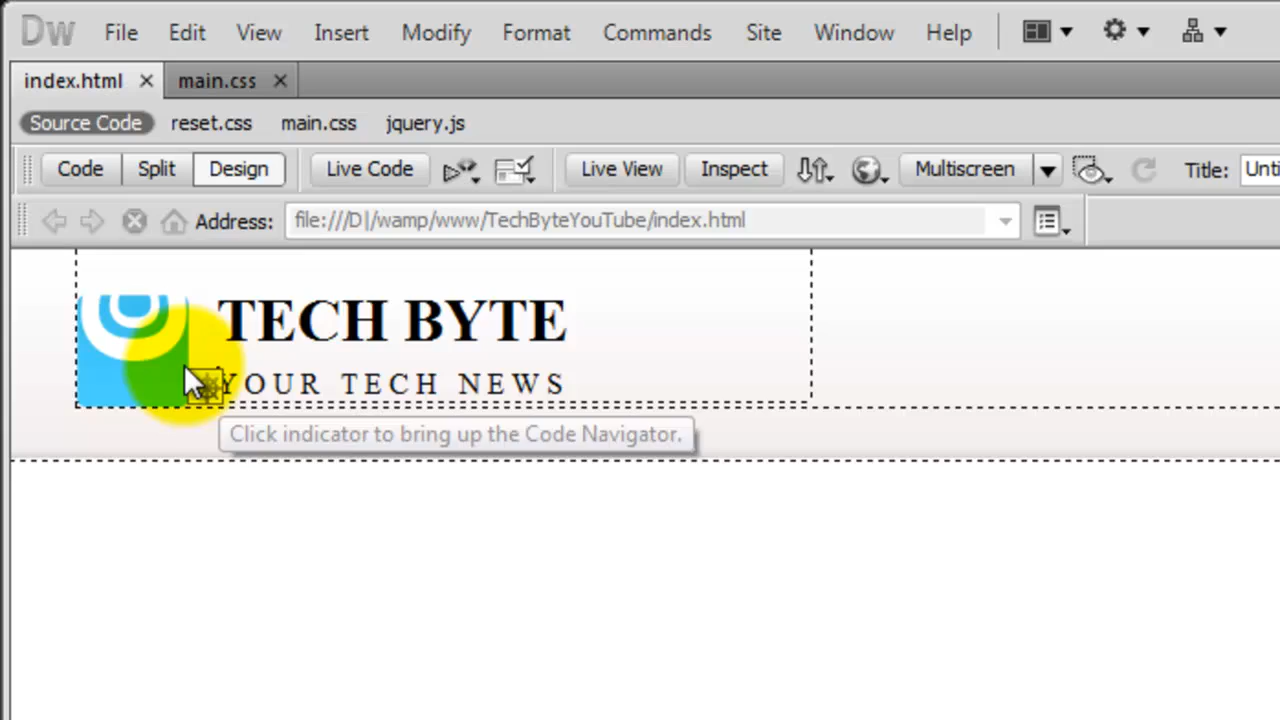 Dw File Edit View Insert Modify Format Commands Site Window Help
index.html main.css
Source Code reset.css main.css jquery.js
Code Split Design Live Code Live View Inspect Multiscreen Title: Unti
Address: file:///D|/wamp/www/TechByteYouTube/index.html
TECH BYTE
YOUR TECH NEWS
Click indicator to bring up the Code Navigator.